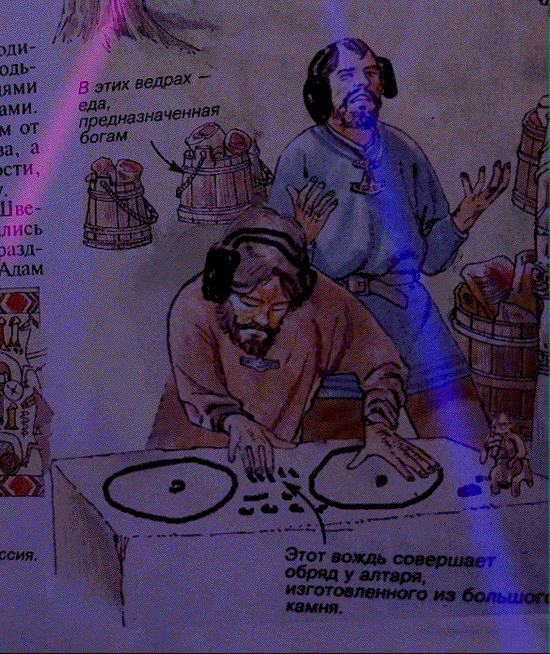 оди-
одь-
ями
ами.
м от
ва, а
ости,
у.
Шве-
лись
разд-
Адам
ссия.
В этих ведрах —
еда,
предназначенная
богам
Этот вождь совершает
обряд у алтаря,
изготовленного из большого
камня.